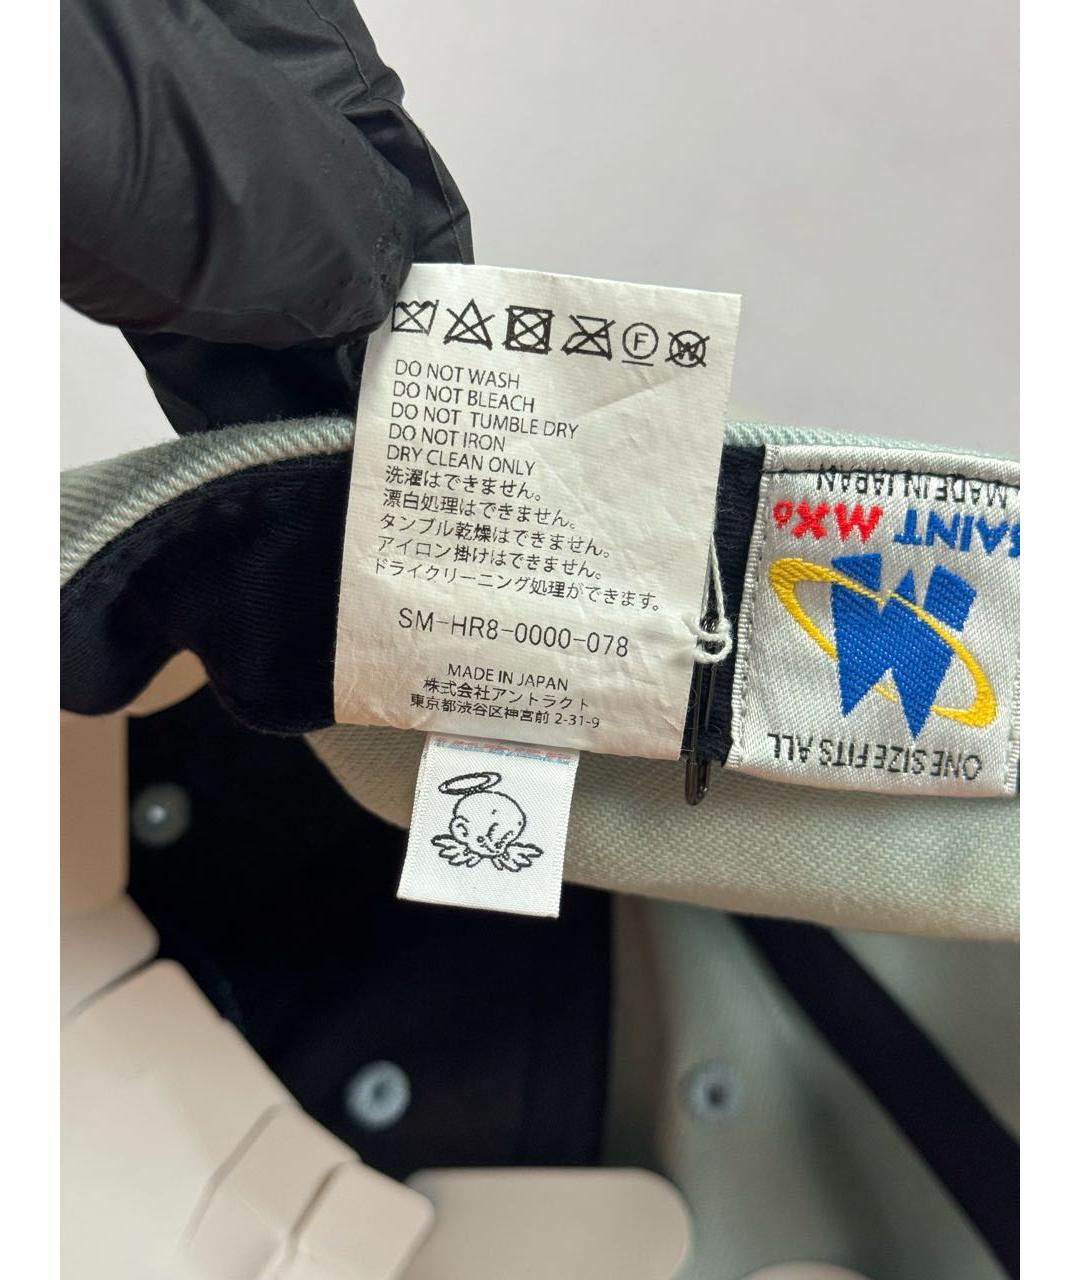 F
W
DO NOT WASH
DO NOT BLEACH
DO NOT TUMBLE DRY
DO NOT IRON
DRY CLEAN ONLY
洗濯はできません。
漂白処理はできません。
タンブル乾燥はできません。
アイロン掛けはできません。
ドライクリーニング処理ができます。
SM-HR8-0000-078
MADE IN JAPAN
株式会社アントラクト
東京都渋谷区神宮前 2-31-9
ONE SIZE FITS ALL
SAINT MXó
MADE IN JAPAN
MADE IN JAPAN